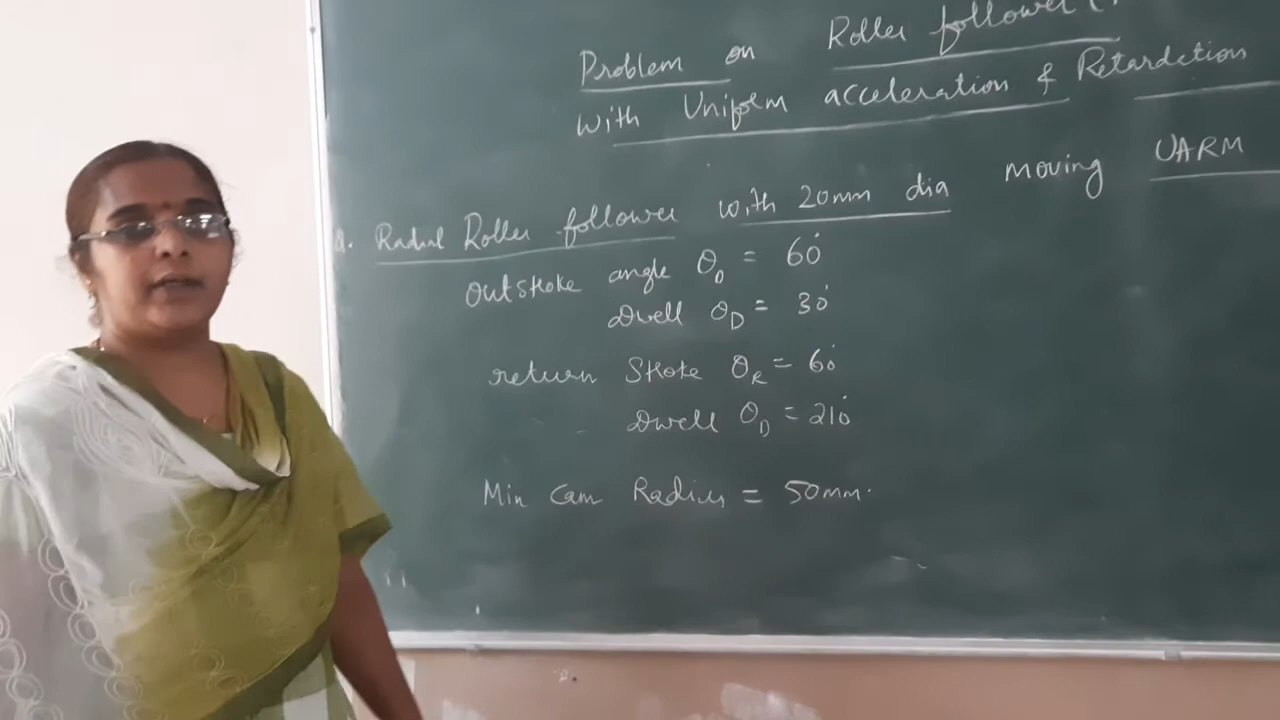 Problem on Roller follower (
With Uniform acceleration & Retardation
Q. Radial Roller follower with 20mm dia moving UARM
Outstroke angle θ₀ = 60°
Dwell θD = 30°
return Stroke θR = 60°
Dwell θD = 210°
Min Cam Radius = 50mm.